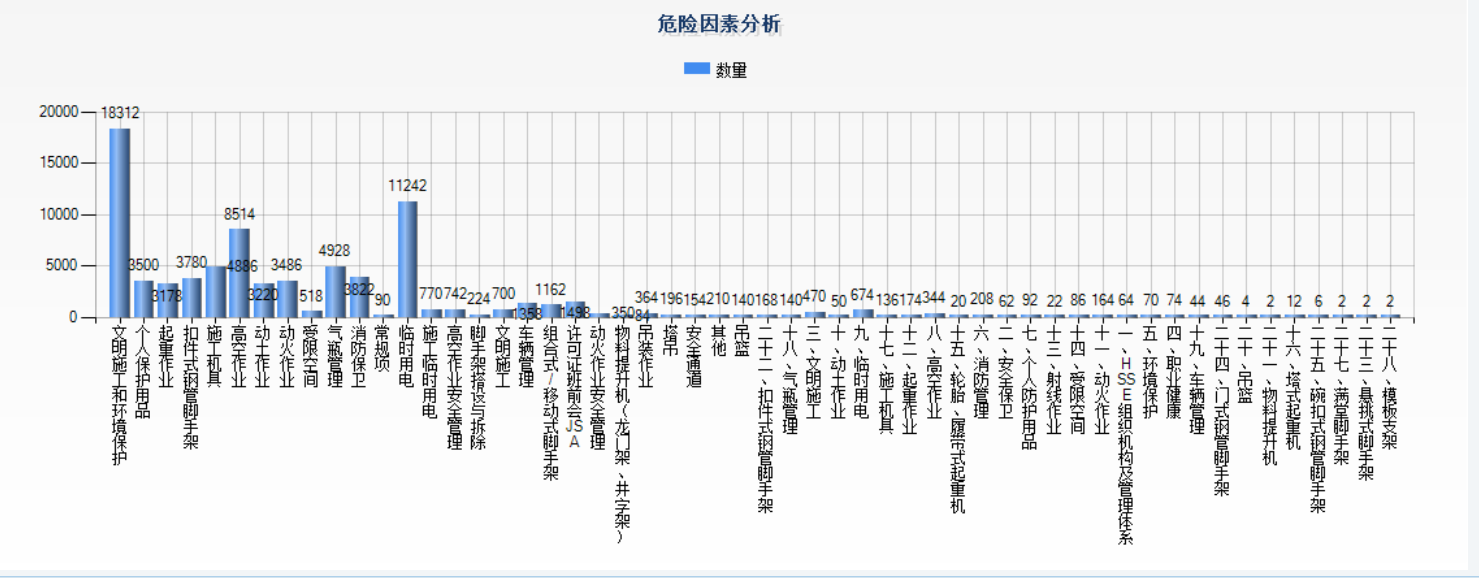 危险因素分析
数量
20000
15000
10000
5000
0
18312
3500
3178
3780
4886
8514
3220
3486
518
4928
3822
90
11242
770
742
224
700
1358
1162
1498
350
84
364
196
154
210
140
168
140
470
50
674
136
174
344
20
208
62
92
22
86
164
64
70
74
44
46
4
2
12
6
2
2
2
文明施工和环境保护
个人保护用品
起重作业
扣件式钢管脚手架
施工机具
高空作业
动土作业
动火作业
受限空间
气瓶管理
消防保卫
常规项
临时用电
施工临时用电
高空作业安全管理
脚手架搭设与拆除
文明施工
车辆管理
组合式/移动式脚手架
许可证班前会JSA
动火作业安全管理
物料提升机(龙门架、井字架)
吊装作业
塔吊
安全通道
其他
吊篮
二十二、扣件式钢管脚手架
十八、气瓶管理
三、文明施工
十、动土作业
九、临时用电
十七、施工机具
十二、起重作业
八、高空作业
十五、轮胎、履带式起重机
六、消防管理
二、安全保卫
七、个人防护用品
十三、射线作业
十四、受限空间
十一、动火作业
一、HSSE组织机构及管理体系
五、环境保护
四、职业健康
十九、车辆管理
二十四、门式钢管脚手架
二十、吊篮
二十一、物料提升机
十六、塔式起重机
二十五、碗扣式钢管脚手架
二十七、满堂脚手架
二十三、悬挑式脚手架
二十八、模板支架